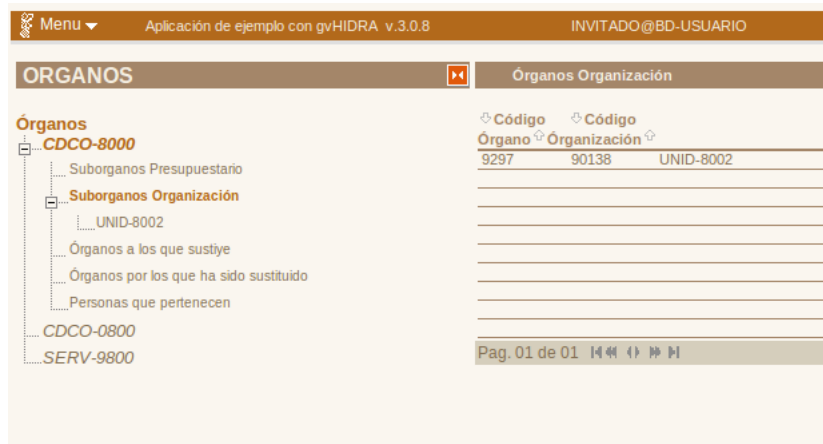 Menu Aplicación de ejemplo con gvHIDRA v.3.0.8 INVITADO@BD-USUARIO
ORGANOS
Órganos
CDCO-8000
Suborganos Presupuestario
Suborganos Organización
UNID-8002
Órganos a los que sustiye
Órganos por los que ha sido sustituido
Personas que pertenecen
CDCO-0800
SERV-9800
Órganos Organización
Código Código
Órgano Órganización
9297 90138 UNID-8002
Pag. 01 de 01